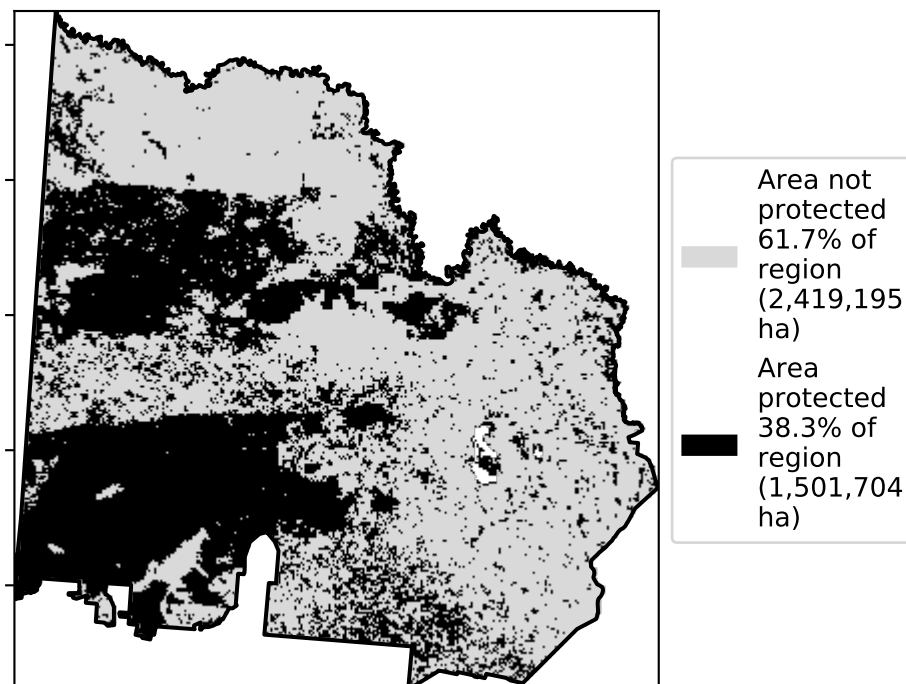 Area not
protected
61.7% of
region
(2,419,195
ha)
Area
protected
38.3% of
region
(1,501,704
ha)